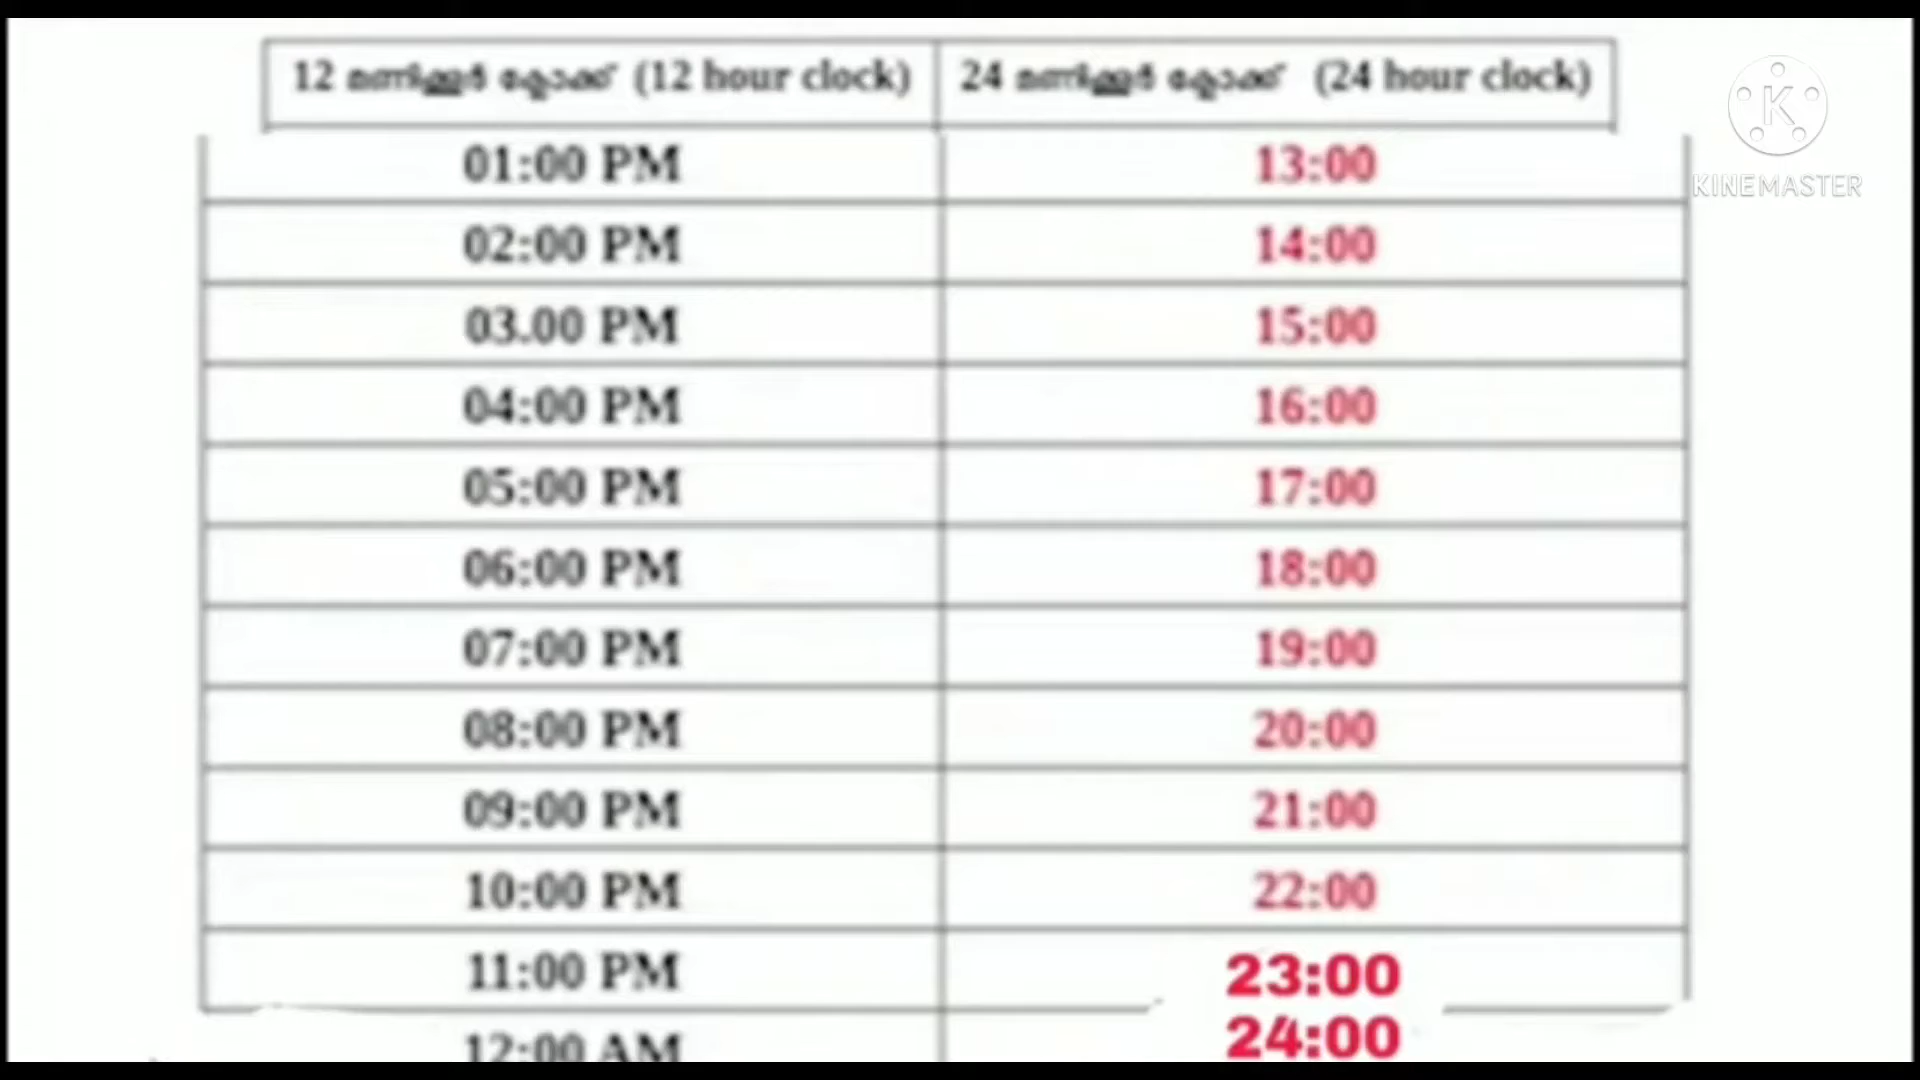 12 മണിക്കൂർ ക്ലോക്ക് (12 hour clock) 24 മണിക്കൂർ ക്ലോക്ക് (24 hour clock)
01:00 PM 13:00
02:00 PM 14:00
03.00 PM 15:00
04:00 PM 16:00
05:00 PM 17:00
06:00 PM 18:00
07:00 PM 19:00
08:00 PM 20:00
09:00 PM 21:00
10:00 PM 22:00
11:00 PM 23:00
12:00 AM 24:00
K
KINEMASTER